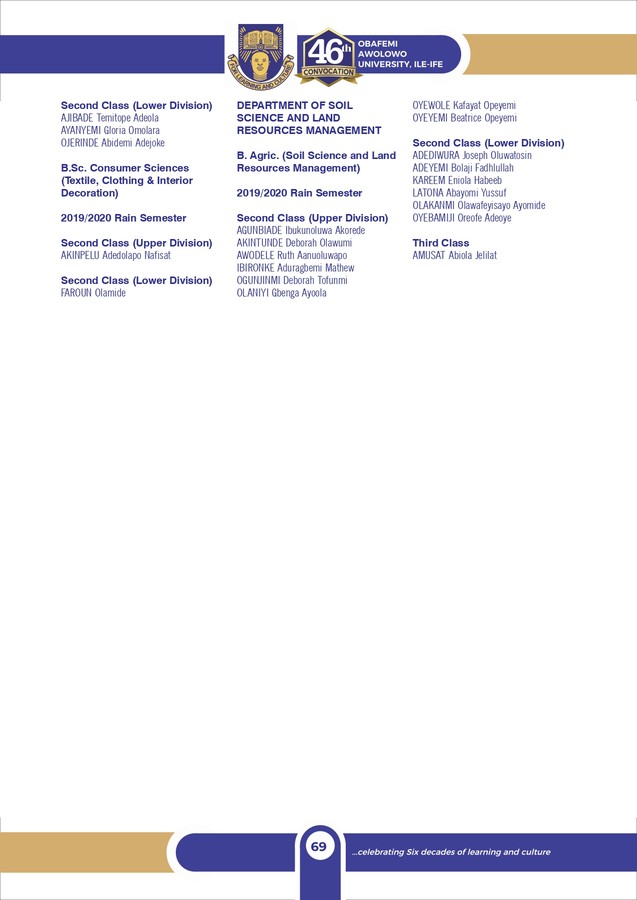 FOR LEARNING AND CULTURE
46th
CONVOCATION
OBAFEMI
AWOLOWO
UNIVERSITY, ILE-IFE
Second Class (Lower Division)
AJIBADE Temitope Adeola
AYANYEMI Gloria Omolara
OJERINDE Abidemi Adejoke
B.Sc. Consumer Sciences
(Textile, Clothing & Interior
Decoration)
2019/2020 Rain Semester
Second Class (Upper Division)
AKINPELU Adedolapo Nafisat
Second Class (Lower Division)
FAROUN Olamide
DEPARTMENT OF SOIL
SCIENCE AND LAND
RESOURCES MANAGEMENT
B. Agric. (Soil Science and Land
Resources Management)
2019/2020 Rain Semester
Second Class (Upper Division)
AGUNBIADE Ibukunoluwa Akorede
AKINTUNDE Deborah Olawumi
AWODELE Ruth Aanuoluwapo
IBIRONKE Aduragbemi Mathew
OGUNJINMI Deborah Tofunmi
OLANIYI Gbenga Ayoola
OYEWOLE Kafayat Opeyemi
OYEYEMI Beatrice Opeyemi
Second Class (Lower Division)
ADEDIWURA Joseph Oluwatosin
ADEYEMI Bolaji Fadhlullah
KAREEM Eniola Habeeb
LATONA Abayomi Yussuf
OLAKANMI Olawafeyisayo Ayomide
OYEBAMIJI Oreofe Adeoye
Third Class
AMUSAT Abiola Jelilat
69
...celebrating Six decades of learning and culture